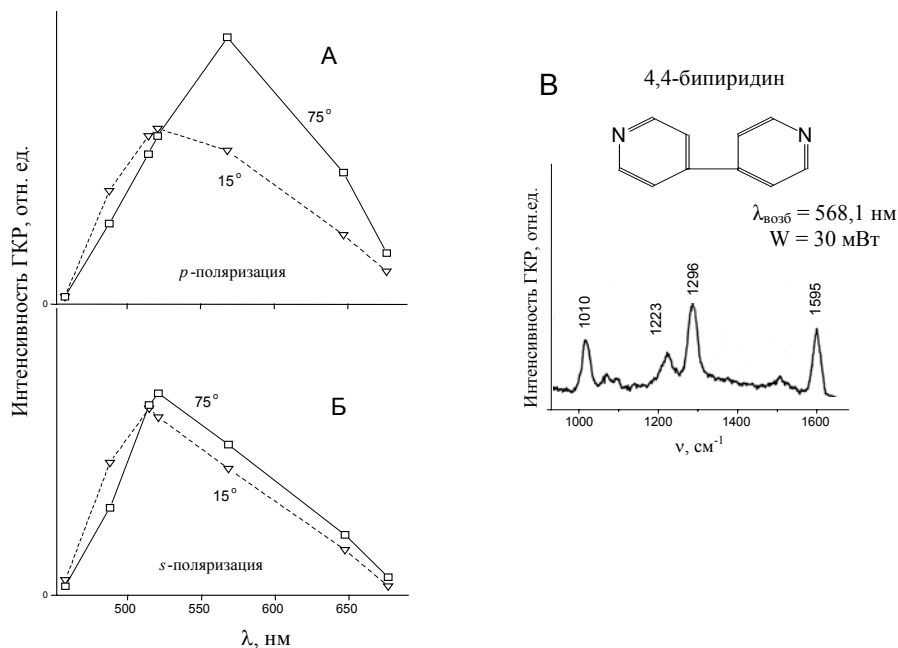 Интенсивность ГКР, отн. ед.
А
75°
15°
p-поляризация
0
Б
75°
15°
s-поляризация
0
500 550 600 650
λ, нм
В
4,4-бипиридин
N N
λвозб = 568,1 нм
W = 30 мВт
Интенсивность ГКР, отн.ед.
1010
1223
1296
1595
1000 1200 1400 1600
ν, см-1